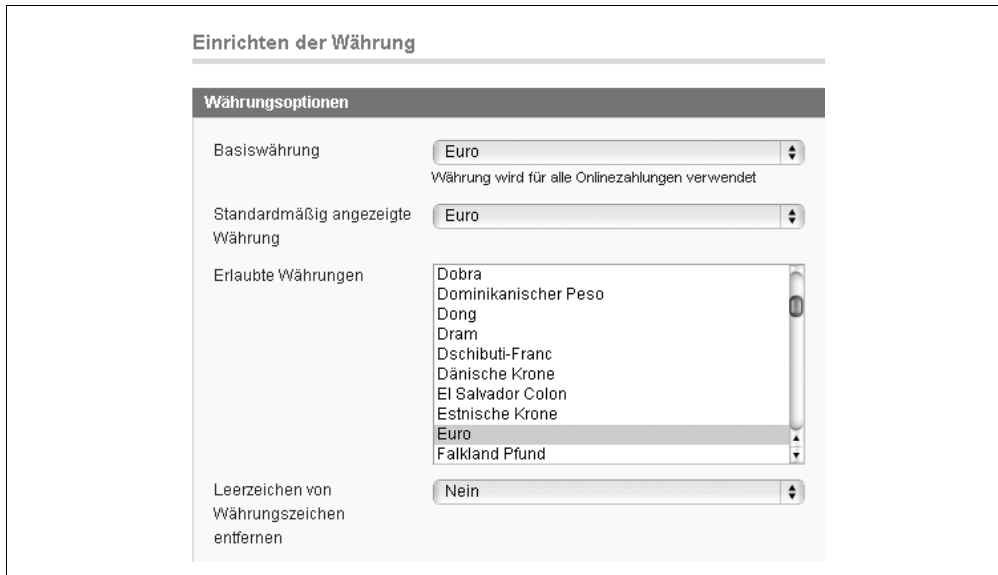 Einrichten der Währung
Währungsoptionen
Basiswährung
Euro
Währung wird für alle Onlinezahlungen verwendet
Standardmäßig angezeigte
Währung
Euro
Erlaubte Währungen
Dobra
Dominikanischer Peso
Dong
Dram
Dschibuti-Franc
Dänische Krone
El Salvador Colon
Estnische Krone
Euro
Falkland Pfund
Leerzeichen von
Währungszeichen
entfernen
Nein